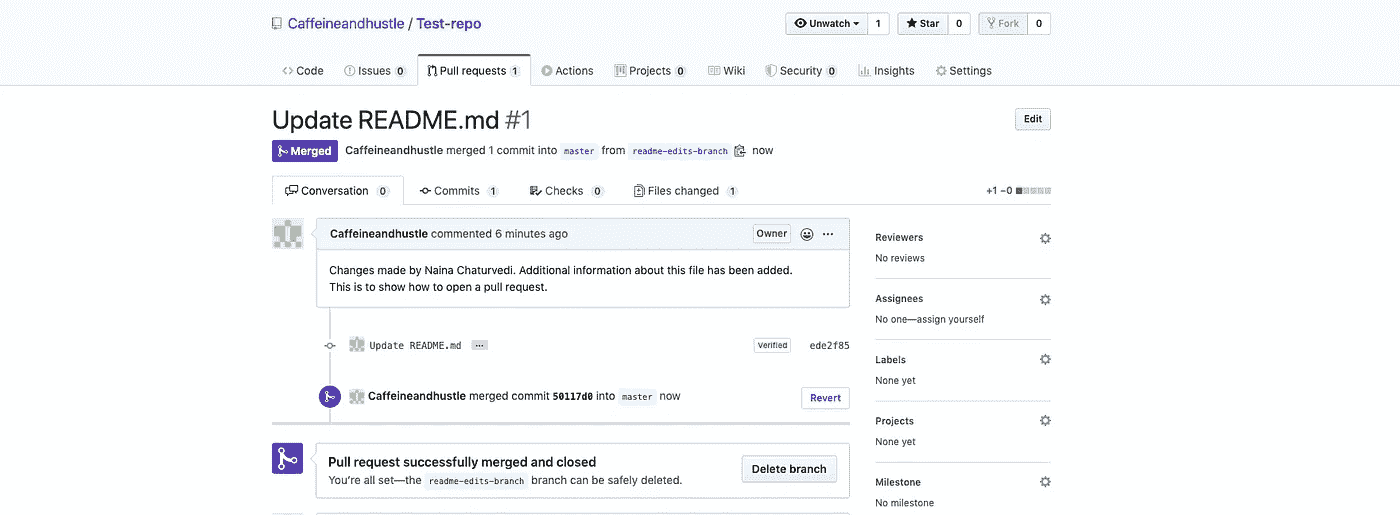 Caffeineandhustle / Test-repo
Unwatch 1 Star 0 Fork 0
Code Issues 0 Pull requests 1 Actions Projects 0 Wiki Security 0 Insights Settings
Update README.md #1
Edit
Merged Caffeineandhustle merged 1 commit into master from readme-edits-branch now
Conversation 0 Commits 1 Checks 0 Files changed 1 +1 −0
Caffeineandhustle commented 6 minutes ago Owner
Changes made by Naina Chaturvedi. Additional information about this file has been added.
This is to show how to open a pull request.
Update README.md ... Verified ede2f85
Caffeineandhustle merged commit 50117d0 into master now Revert
Pull request successfully merged and closed
You're all set—the readme-edits-branch branch can be safely deleted.
Delete branch
Reviewers
No reviews
Assignees
No one—assign yourself
Labels
None yet
Projects
None yet
Milestone
No milestone